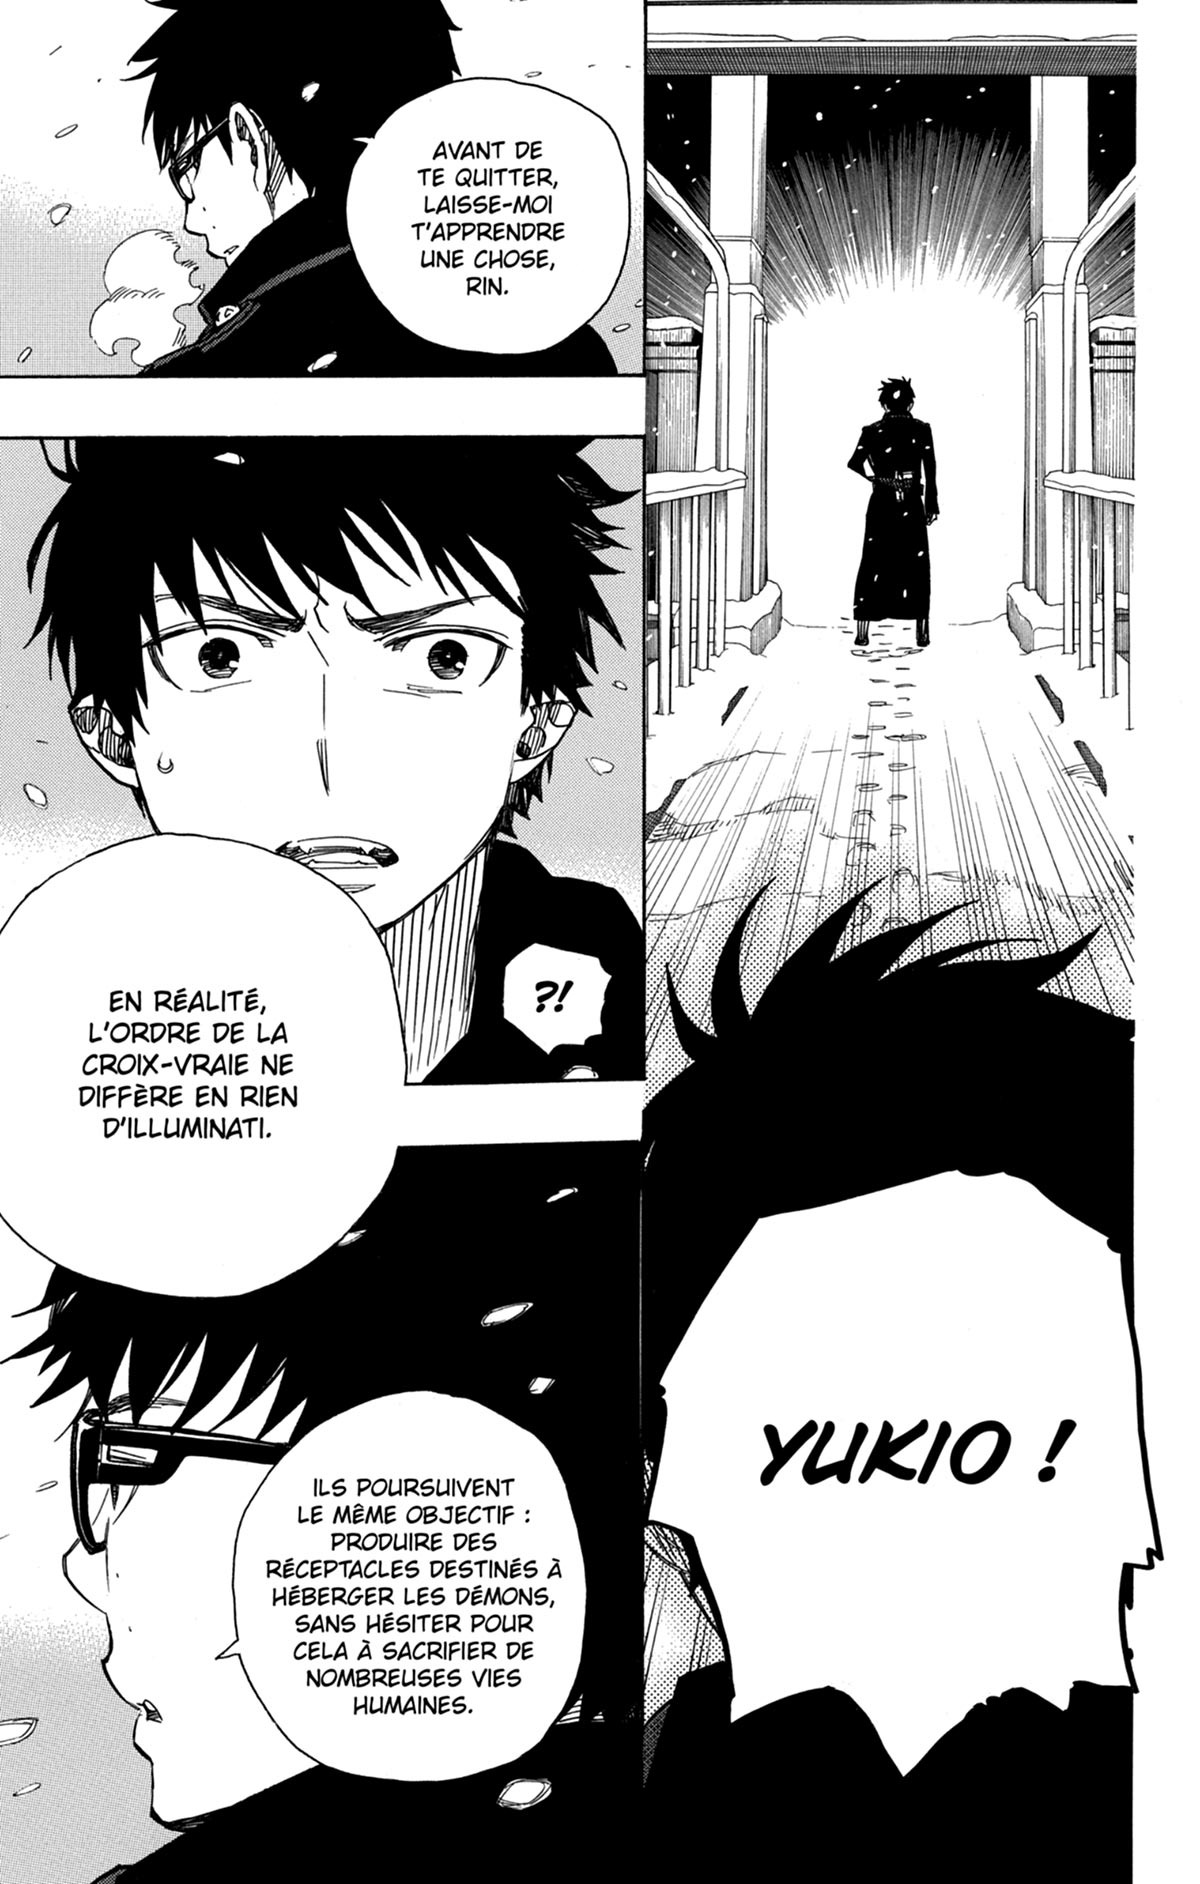 YUKIO !
AVANT DE
TE QUITTER,
LAISSE-MOI
T'APPRENDRE
UNE CHOSE,
RIN.
?!
EN RÉALITÉ,
L'ORDRE DE LA
CROIX-VRAIE NE
DIFFÈRE EN RIEN
D'ILLUMINATI.
ILS POURSUIVENT
LE MÊME OBJECTIF :
PRODUIRE DES
RÉCEPTACLES DESTINÉS À
HÉBERGER LES DÉMONS,
SANS HÉSITER POUR
CELA À SACRIFIER DE
NOMBREUSES VIES
HUMAINES.